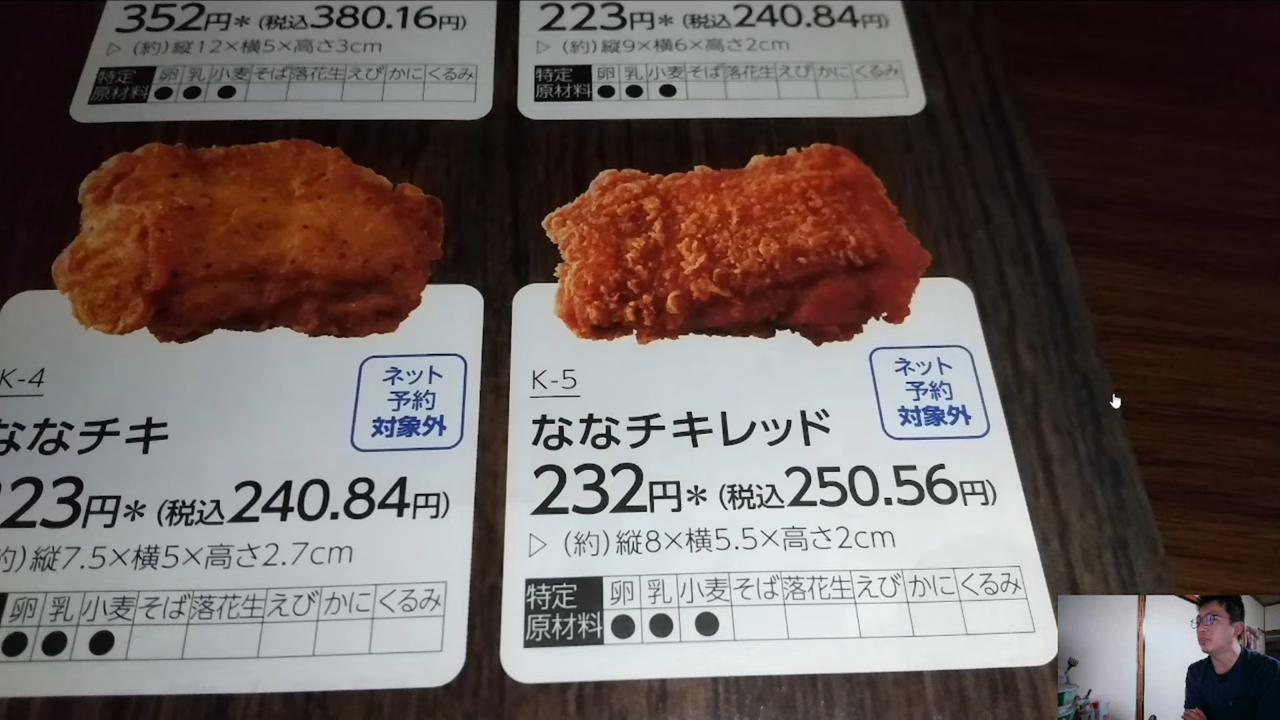 352円* (税込380.16円)
▷ (約)縦12×横5×高さ3cm
特定原材料 卵 乳 小麦 そば 落花生 えび かに くるみ
● ● ●
223円* (税込240.84円)
▷ (約)縦9×横6×高さ2cm
特定原材料 卵 乳 小麦 そば 落花生 えび かに くるみ
● ● ●
K-4
ネット
予約
対象外
ななチキ
223円* (税込240.84円)
約)縦7.5×横5×高さ2.7cm
卵 乳 小麦 そば 落花生 えび かに くるみ
● ● ●
K-5
ネット
予約
対象外
ななチキレッド
232円* (税込250.56円)
▷ (約)縦8×横5.5×高さ2cm
特定原材料 卵 乳 小麦 そば 落花生 えび かに くるみ
● ● ●